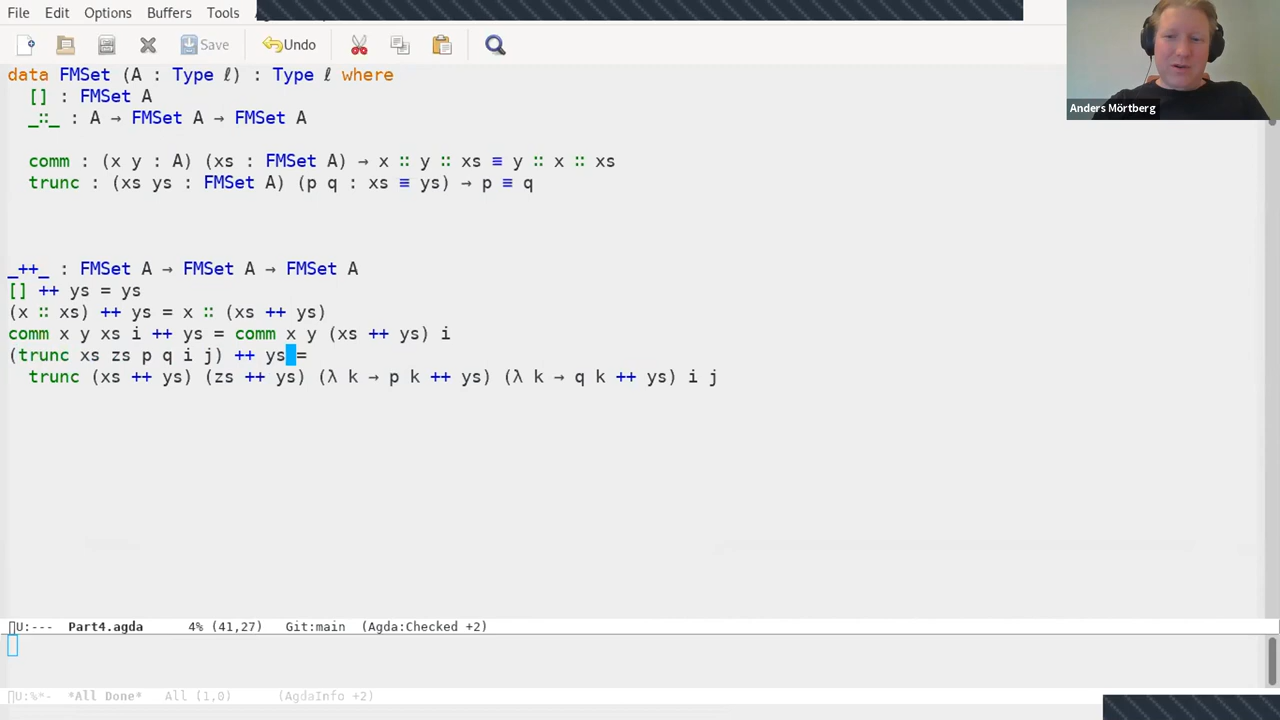 File Edit Options Buffers Tools
Save Undo
Anders Mörtberg
data FMSet (A : Type ℓ) : Type ℓ where
[] : FMSet A
_∷_ : A → FMSet A → FMSet A
comm : (x y : A) (xs : FMSet A) → x ∷ y ∷ xs ≡ y ∷ x ∷ xs
trunc : (xs ys : FMSet A) (p q : xs ≡ ys) → p ≡ q
_++_ : FMSet A → FMSet A → FMSet A
[] ++ ys = ys
(x ∷ xs) ++ ys = x ∷ (xs ++ ys)
comm x y xs i ++ ys = comm x y (xs ++ ys) i
(trunc xs zs p q i j) ++ ys =
trunc (xs ++ ys) (zs ++ ys) (λ k → p k ++ ys) (λ k → q k ++ ys) i j
U:--- Part4.agda 4% (41,27) Git:main (Agda:Checked +2)
U:%*- *All Done* All (1,0) (AgdaInfo +2)